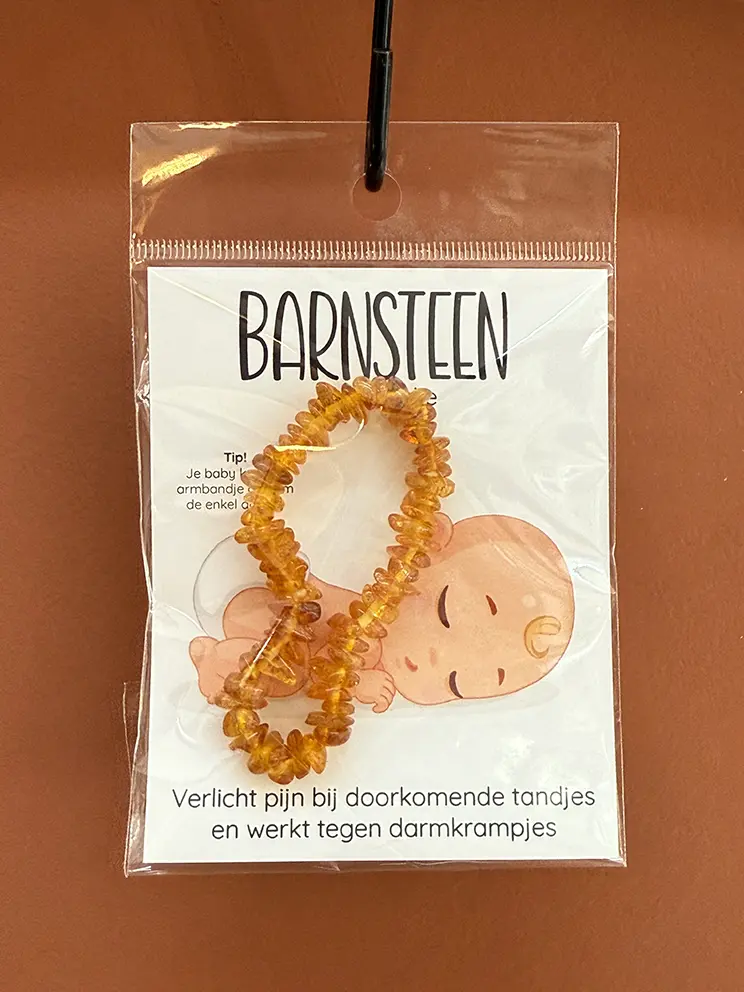 BARNSTEEN
Tip!
Je baby
armbandje
de enkel
Verlicht pijn bij doorkomende tandjes
en werkt tegen darmkrampjes